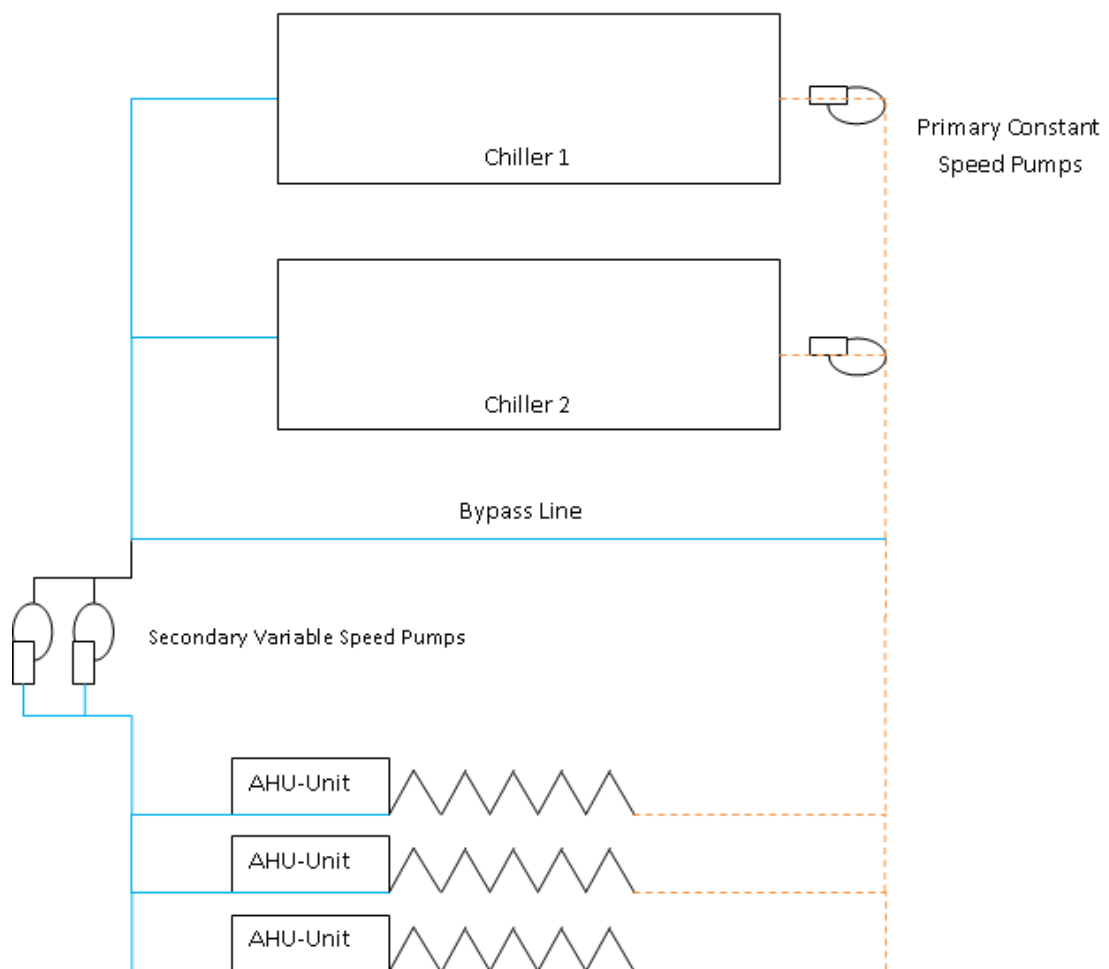 Chiller 1
Primary Constant
Speed Pumps
Chiller 2
Bypass Line
Secondary Variable Speed Pumps
AHU-Unit
AHU-Unit
AHU-Unit